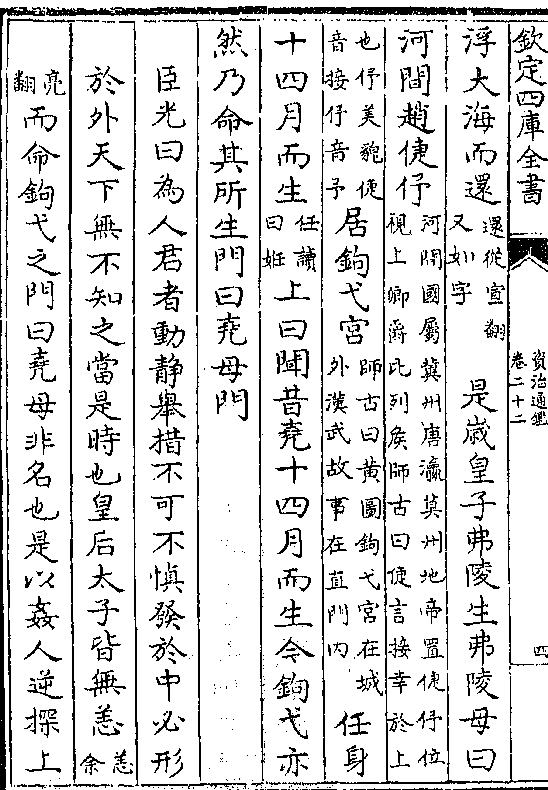 欽定四庫全書
資治通鑑
卷二十二
四
浮大海而還還從宣翻又如字 是歲皇子弗陵生弗陵母曰
河間趙倢伃河間國屬冀州唐瀛莫州地帝置倢伃位視上卿爵比列侯師古曰倢言接幸於上
也伃美貌倢音接伃音予居鉤弋宮師古曰黃圖鉤弋宮在城外漢武故事在直門内任身
十四月而生任讀曰妊上曰聞昔堯十四月而生今鉤弋亦
然乃命其所生門曰堯母門
臣光曰為人君者動静舉措不可不慎發於中必形
於外天下無不知之當是時也皇后太子皆無恙恙余
亮翻而命鉤弋之門曰堯母非名也是以姦人逆探上